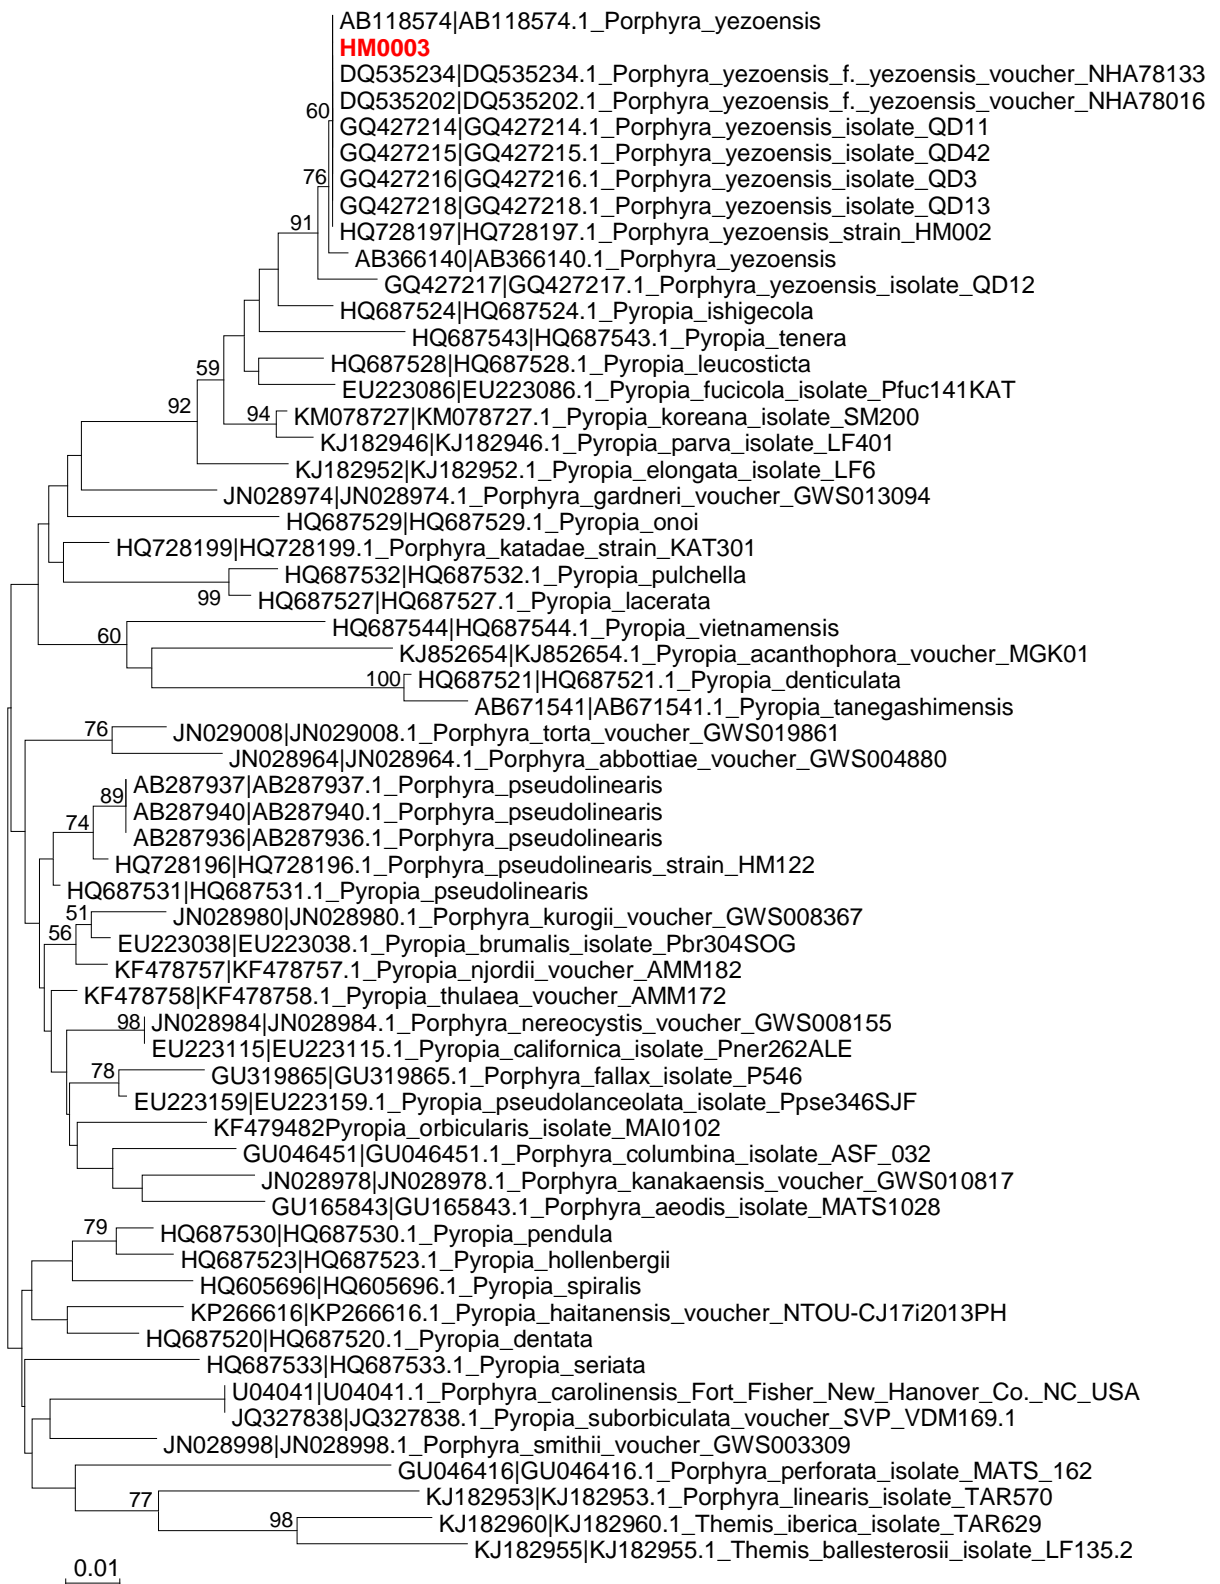 AB118574|AB118574.1_Porphyra_yezoensis
HM0003
DQ535234|DQ535234.1_Porphyra_yezoensis_f._yezoensis_voucher_NHA78133
DQ535202|DQ535202.1_Porphyra_yezoensis_f._yezoensis_voucher_NHA78016
60
GQ427214|GQ427214.1_Porphyra_yezoensis_isolate_QD11
GQ427215|GQ427215.1_Porphyra_yezoensis_isolate_QD42
76
GQ427216|GQ427216.1_Porphyra_yezoensis_isolate_QD3
GQ427218|GQ427218.1_Porphyra_yezoensis_isolate_QD13
91
HQ728197|HQ728197.1_Porphyra_yezoensis_strain_HM002
AB366140|AB366140.1_Porphyra_yezoensis
GQ427217|GQ427217.1_Porphyra_yezoensis_isolate_QD12
HQ687524|HQ687524.1_Pyropia_ishigecola
HQ687543|HQ687543.1_Pyropia_tenera
59
HQ687528|HQ687528.1_Pyropia_leucosticta
EU223086|EU223086.1_Pyropia_fucicola_isolate_Pfuc141KAT
92
94
KM078727|KM078727.1_Pyropia_koreana_isolate_SM200
KJ182946|KJ182946.1_Pyropia_parva_isolate_LF401
KJ182952|KJ182952.1_Pyropia_elongata_isolate_LF6
JN028974|JN028974.1_Porphyra_gardneri_voucher_GWS013094
HQ687529|HQ687529.1_Pyropia_onoi
HQ728199|HQ728199.1_Porphyra_katadae_strain_KAT301
HQ687532|HQ687532.1_Pyropia_pulchella
99
HQ687527|HQ687527.1_Pyropia_lacerata
HQ687544|HQ687544.1_Pyropia_vietnamensis
60
KJ852654|KJ852654.1_Pyropia_acanthophora_voucher_MGK01
100
HQ687521|HQ687521.1_Pyropia_denticulata
AB671541|AB671541.1_Pyropia_tanegashimensis
76
JN029008|JN029008.1_Porphyra_torta_voucher_GWS019861
JN028964|JN028964.1_Porphyra_abbottiae_voucher_GWS004880
AB287937|AB287937.1_Porphyra_pseudolinearis
89
AB287940|AB287940.1_Porphyra_pseudolinearis
74
AB287936|AB287936.1_Porphyra_pseudolinearis
HQ728196|HQ728196.1_Porphyra_pseudolinearis_strain_HM122
HQ687531|HQ687531.1_Pyropia_pseudolinearis
51
JN028980|JN028980.1_Porphyra_kurogii_voucher_GWS008367
56
EU223038|EU223038.1_Pyropia_brumalis_isolate_Pbr304SOG
KF478757|KF478757.1_Pyropia_njordii_voucher_AMM182
KF478758|KF478758.1_Pyropia_thulaea_voucher_AMM172
98
JN028984|JN028984.1_Porphyra_nereocystis_voucher_GWS008155
EU223115|EU223115.1_Pyropia_californica_isolate_Pner262ALE
78
GU319865|GU319865.1_Porphyra_fallax_isolate_P546
EU223159|EU223159.1_Pyropia_pseudolanceolata_isolate_Ppse346SJF
KF479482Pyropia_orbicularis_isolate_MAI0102
GU046451|GU046451.1_Porphyra_columbina_isolate_ASF_032
JN028978|JN028978.1_Porphyra_kanakaensis_voucher_GWS010817
GU165843|GU165843.1_Porphyra_aeodis_isolate_MATS1028
79
HQ687530|HQ687530.1_Pyropia_pendula
HQ687523|HQ687523.1_Pyropia_hollenbergii
HQ605696|HQ605696.1_Pyropia_spiralis
KP266616|KP266616.1_Pyropia_haitanensis_voucher_NTOU-CJ17i2013PH
HQ687520|HQ687520.1_Pyropia_dentata
HQ687533|HQ687533.1_Pyropia_seriata
U04041|U04041.1_Porphyra_carolinensis_Fort_Fisher_New_Hanover_Co._NC_USA
JQ327838|JQ327838.1_Pyropia_suborbiculata_voucher_SVP_VDM169.1
JN028998|JN028998.1_Porphyra_smithii_voucher_GWS003309
GU046416|GU046416.1_Porphyra_perforata_isolate_MATS_162
77
KJ182953|KJ182953.1_Porphyra_linearis_isolate_TAR570
98
KJ182960|KJ182960.1_Themis_iberica_isolate_TAR629
KJ182955|KJ182955.1_Themis_ballesterosii_isolate_LF135.2
0.01